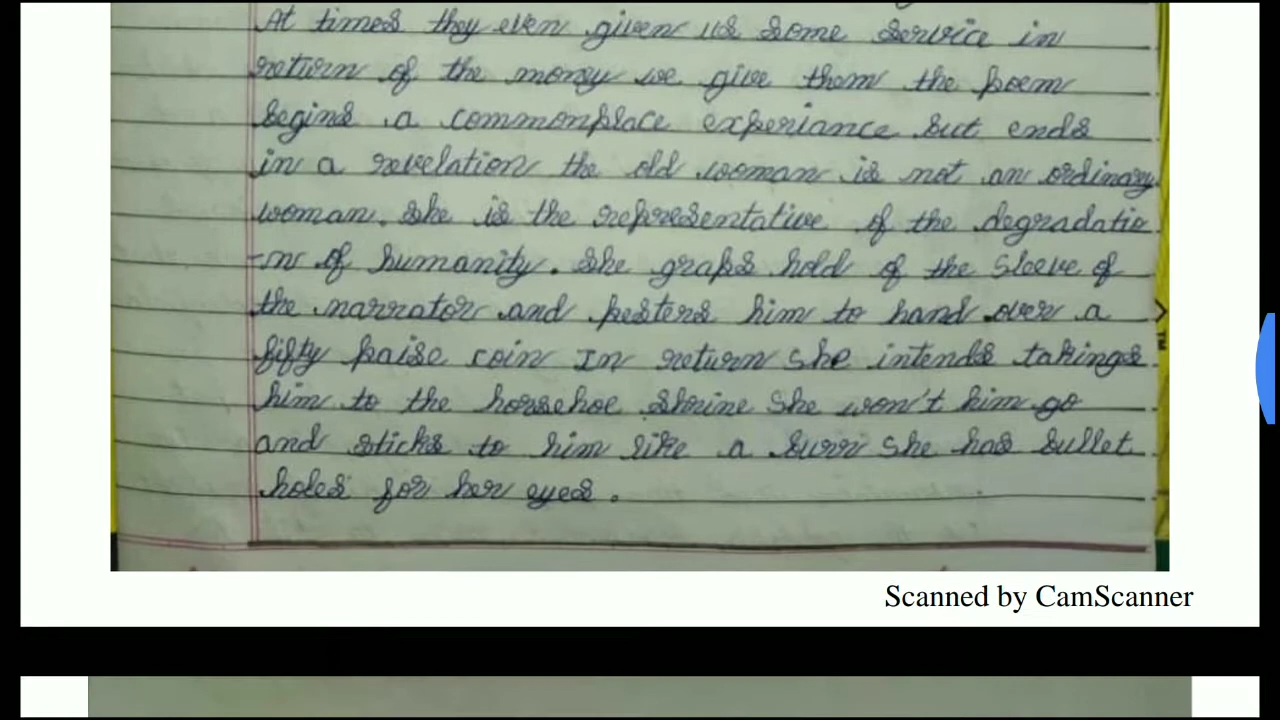 At times they even given us some service in
return of the money we give them the poem
begins a commonplace experiance but ends
in a revelation the old woman is not an ordinary
woman. She is the representative of the degradatio
-on of humanity. She graps hold of the sleeve of
the narrator and pesters him to hand over a
fifty paise coin In return she intends takings
him to the horsehoe shrine She won't him go
and sticks to him like a burr She has bullet
holes for her eyes.
TM
Scanned by CamScanner